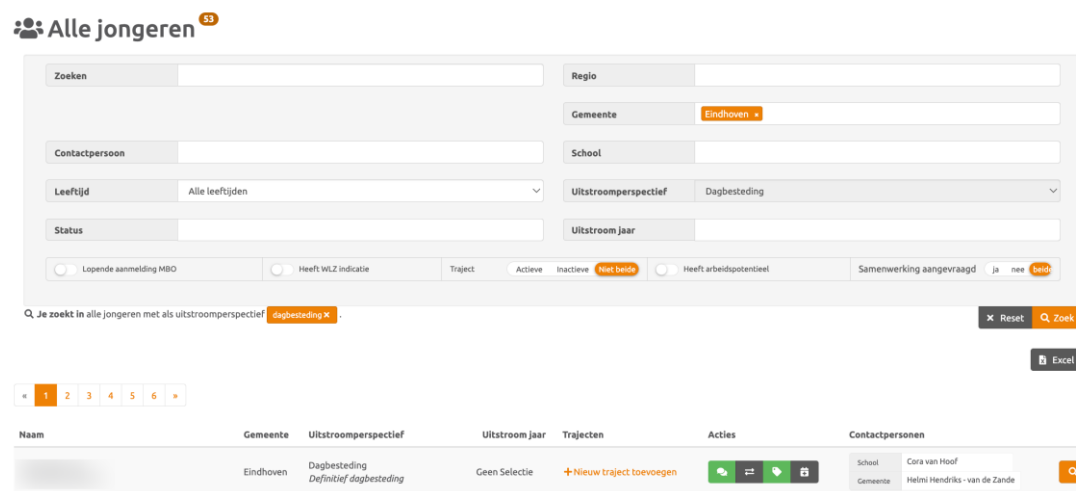 Alle jongeren 53
Zoeken
Regio
Gemeente Eindhoven ×
Contactpersoon
School
Leeftijd Alle leeftijden
Uitstroomperspectief Dagbesteding
Status
Uitstroom jaar
Lopende aanmelding MBO Heeft WLZ indicatie Traject Actieve Inactieve Niet beide Heeft arbeidspotentieel Samenwerking aangevraagd ja nee beide
Je zoekt in alle jongeren met als uitstroomperspectief dagbesteding × .
× Reset Zoek
Excel
« 1 2 3 4 5 6 »
Naam Gemeente Uitstroomperspectief Uitstroom jaar Trajecten Acties Contactpersonen
Eindhoven Dagbesteding Geen Selectie +Nieuw traject toevoegen School Cora van Hoof
Definitief dagbesteding Gemeente Helmi Hendriks - van de Zande